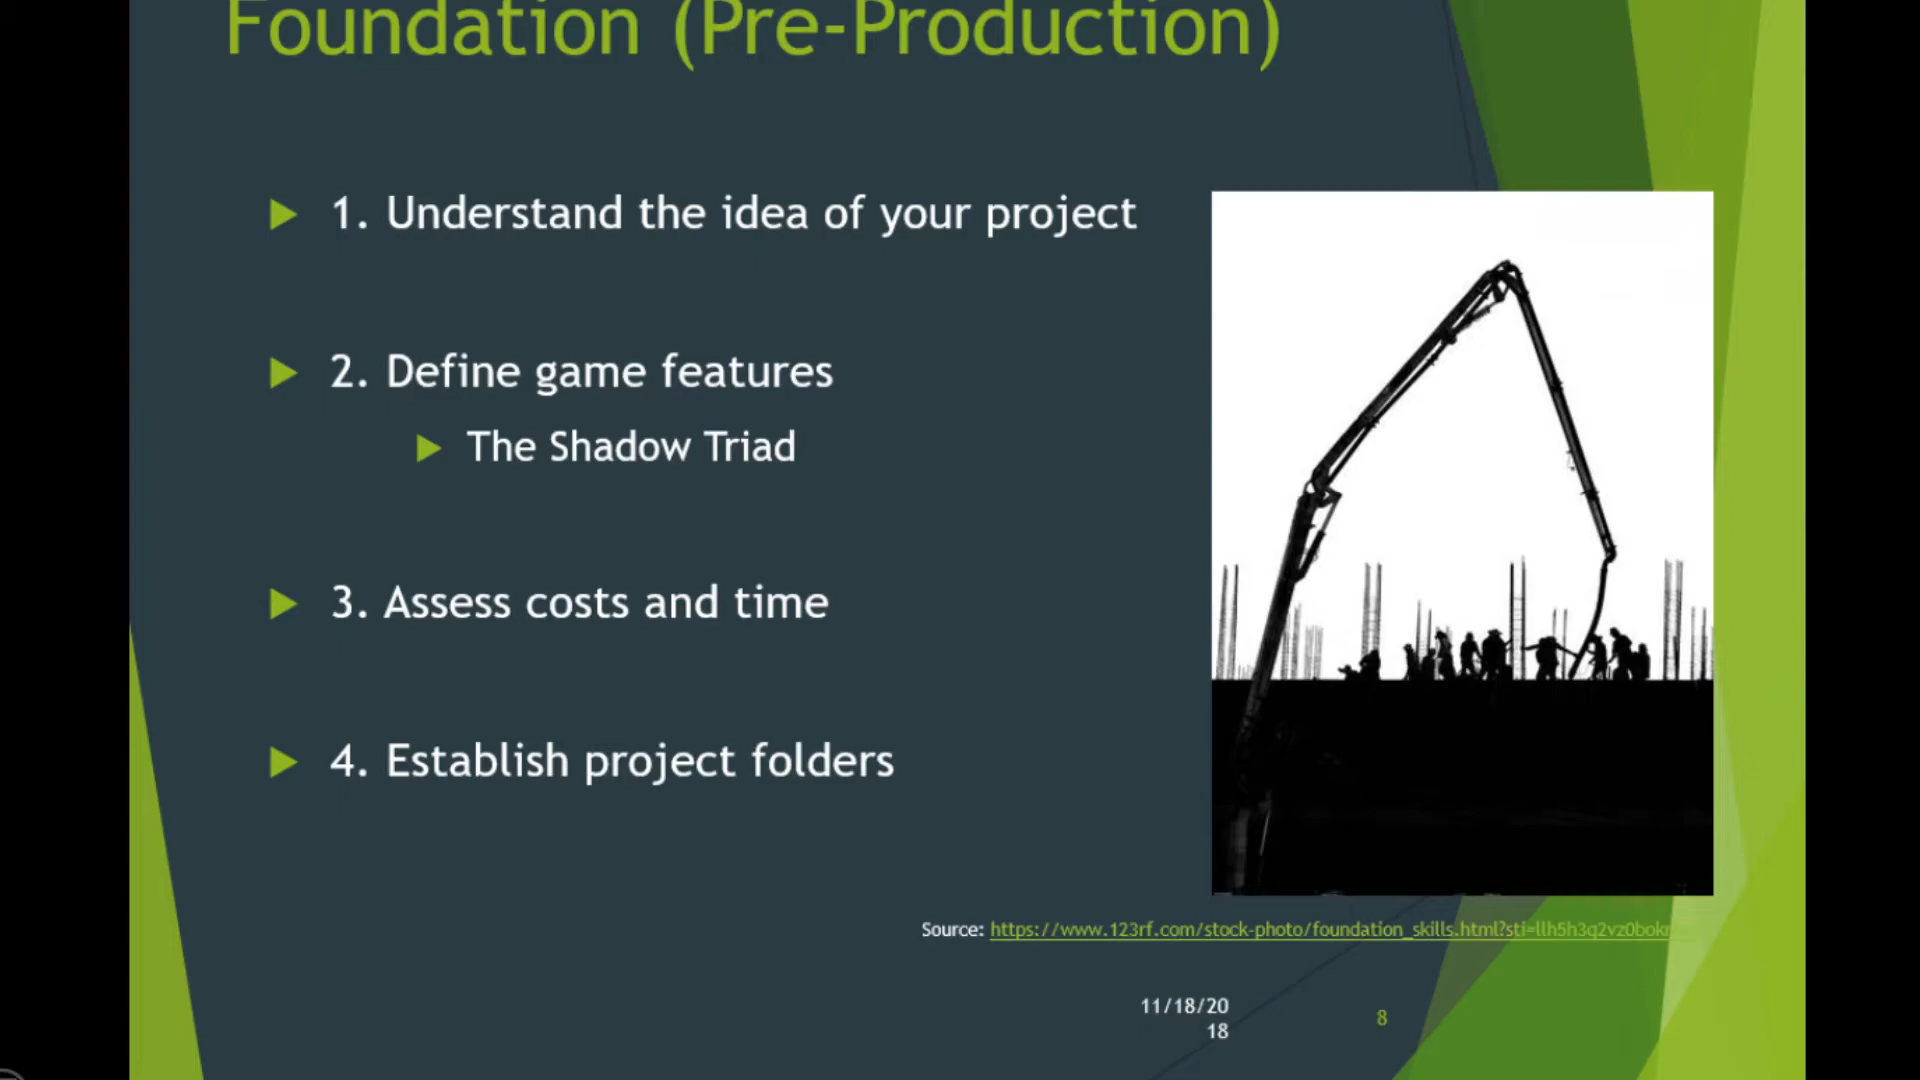 Foundation (Pre-Production)
1. Understand the idea of your project
2. Define game features
The Shadow Triad
3. Assess costs and time
4. Establish project folders
Source: https://www.123rf.com/stock-photo/foundation_skills.html?sti=llh5h3q2vz0bokr
11/18/20
18
8